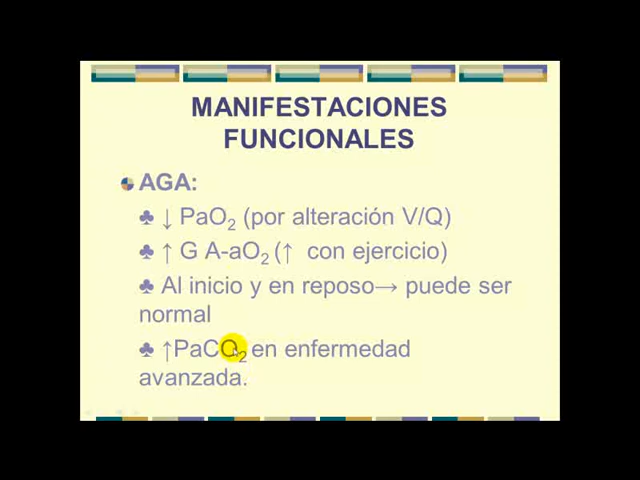 MANIFESTACIONES
FUNCIONALES
AGA:
♣ ↓ PaO₂ (por alteración V/Q)
♣ ↑ G A-aO₂ (↑ con ejercicio)
♣ Al inicio y en reposo→ puede ser
normal
♣ ↑PaCO₂ en enfermedad
avanzada.